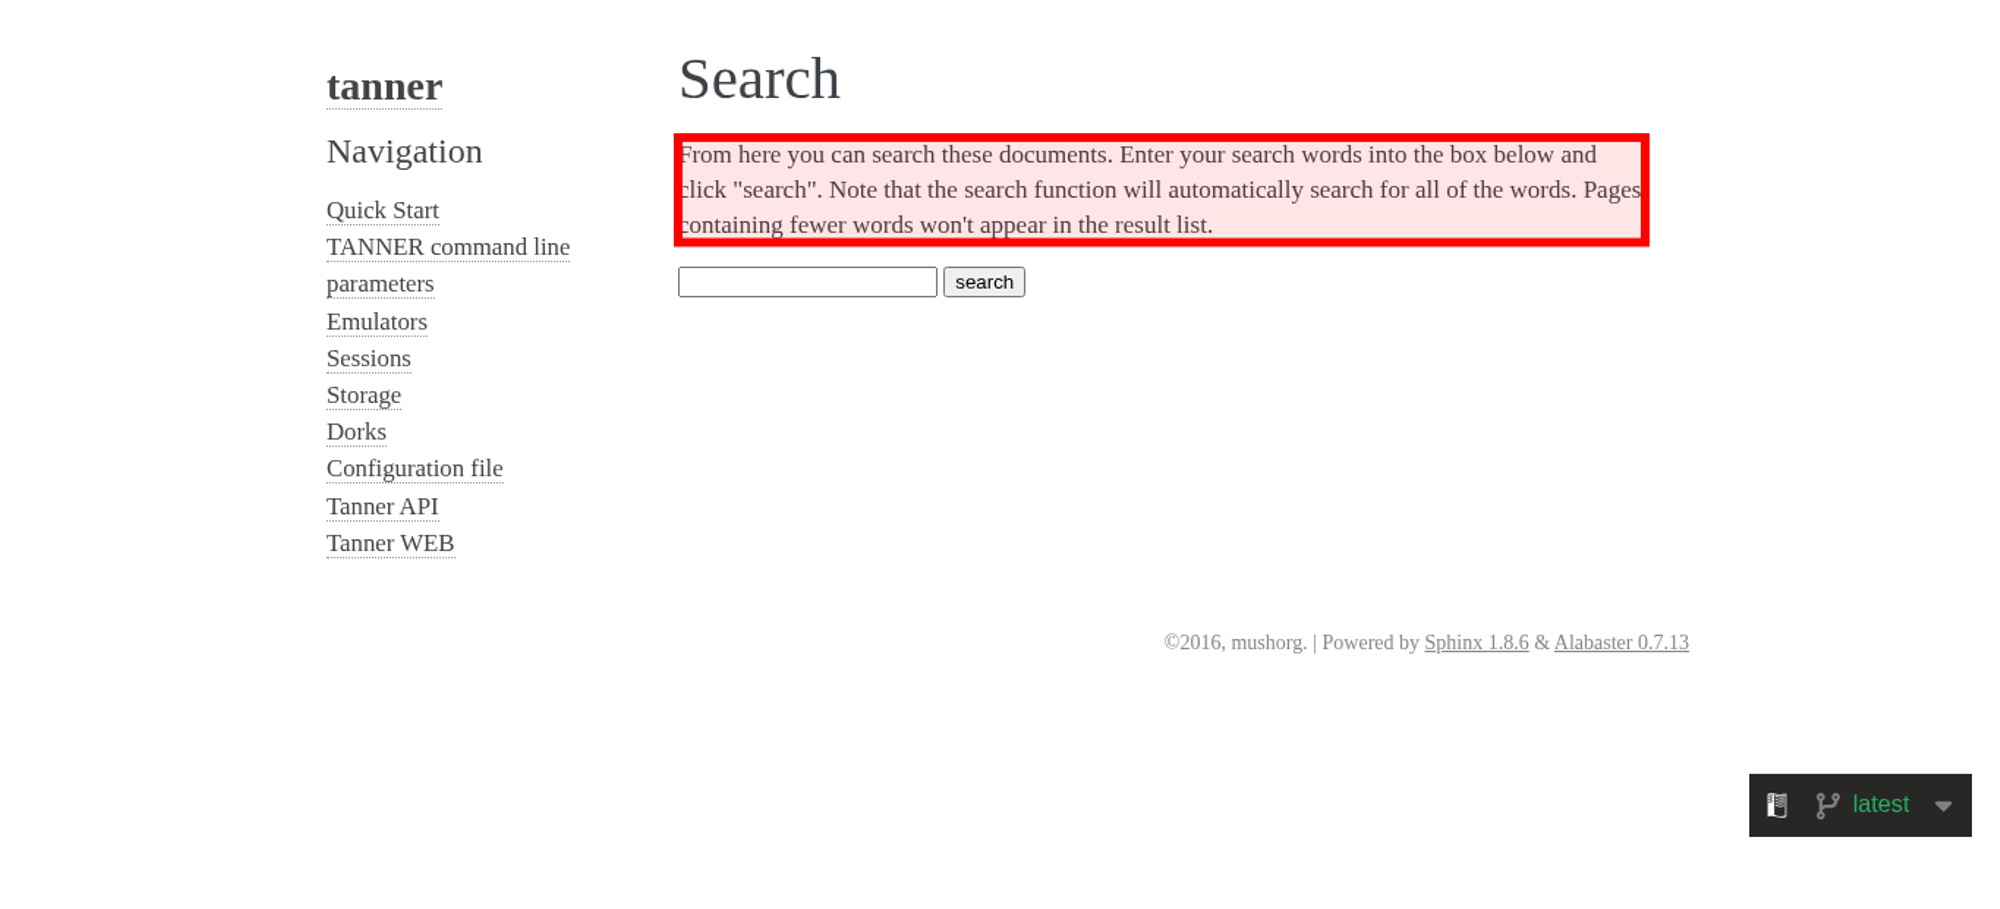 tanner
Navigation
Quick Start
TANNER command line
parameters
Emulators
Sessions
Storage
Dorks
Configuration file
Tanner API
Tanner WEB
Search
From here you can search these documents. Enter your search words into the box below and
click "search". Note that the search function will automatically search for all of the words. Pages
containing fewer words won't appear in the result list.
search
©2016, mushorg. | Powered by Sphinx 1.8.6 & Alabaster 0.7.13
latest